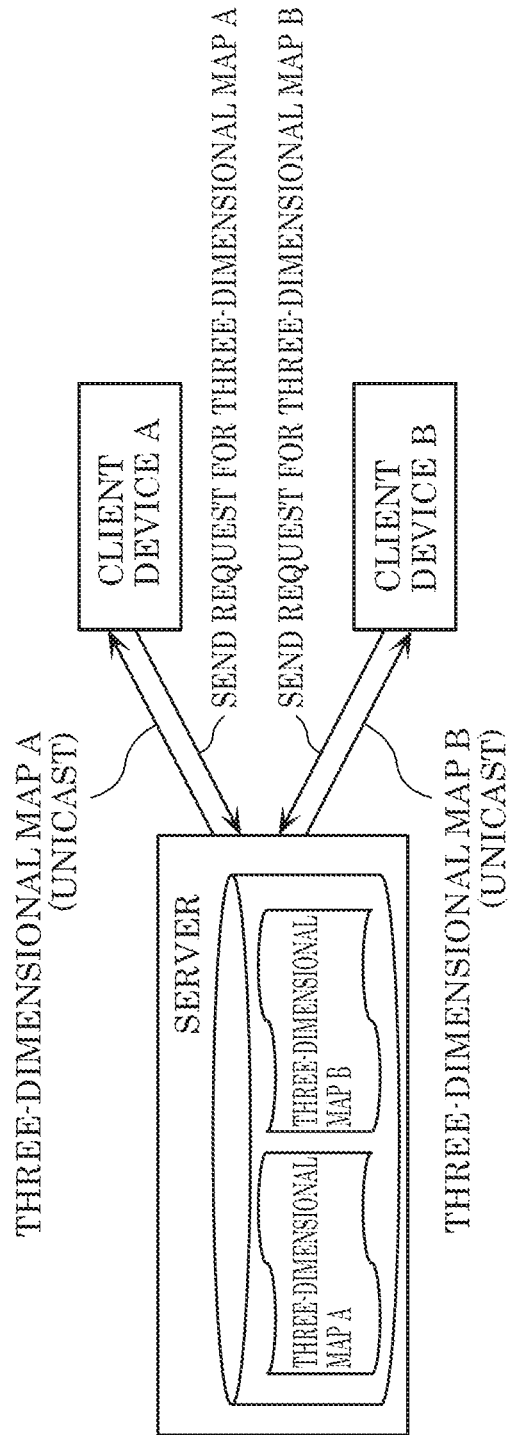 THREE-DIMENSIONAL MAP A
(UNICAST)
SERVER
THREE-DIMENSIONAL
MAP A
THREE-DIMENSIONAL
MAP B
CLIENT
DEVICE A
SEND REQUEST FOR THREE-DIMENSIONAL MAP A
SEND REQUEST FOR THREE-DIMENSIONAL MAP B
CLIENT
DEVICE B
THREE-DIMENSIONAL MAP B
(UNICAST)